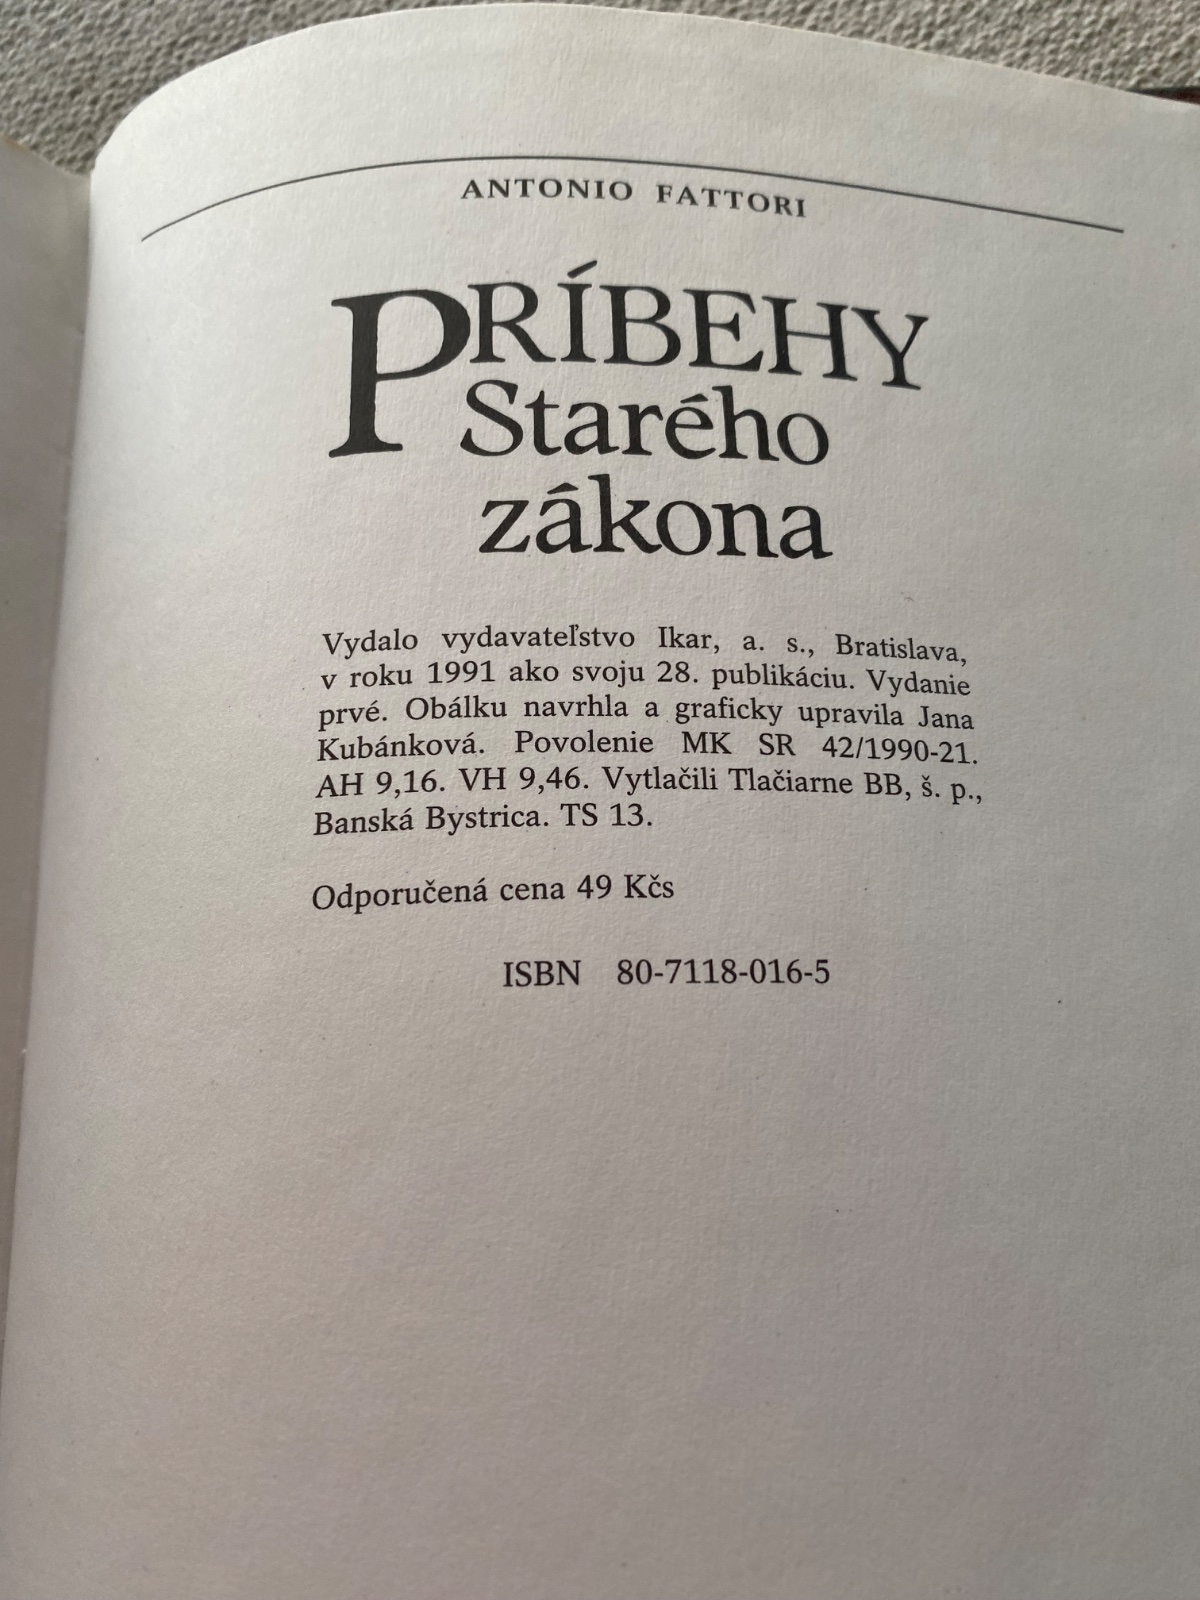 ANTONIO FATTORI
PRÍBEHY
Starého
zákona
Vydalo vydavateľstvo Ikar, a. s., Bratislava,
v roku 1991 ako svoju 28. publikáciu. Vydanie
prvé. Obálku navrhla a graficky upravila Jana
Kubánková. Povolenie MK SR 42/1990-21.
AH 9,16. VH 9,46. Vytlačili Tlačiarne BB, š. p.,
Banská Bystrica. TS 13.
Odporučená cena 49 Kčs
ISBN 80-7118-016-5